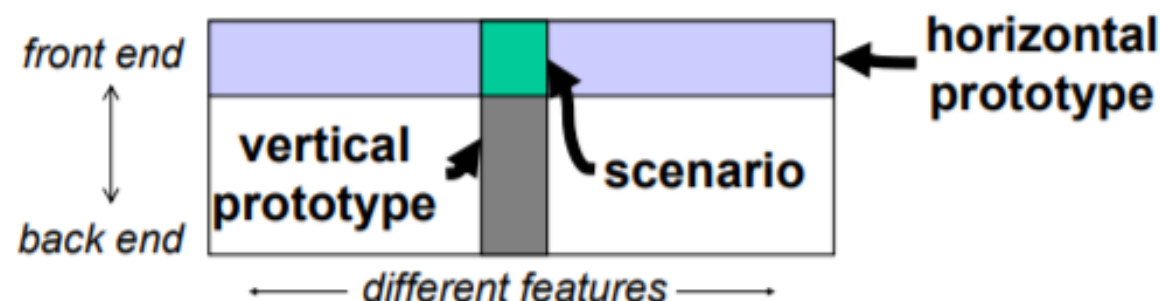 front end
horizontal
prototype
vertical
prototype
scenario
back end
different features